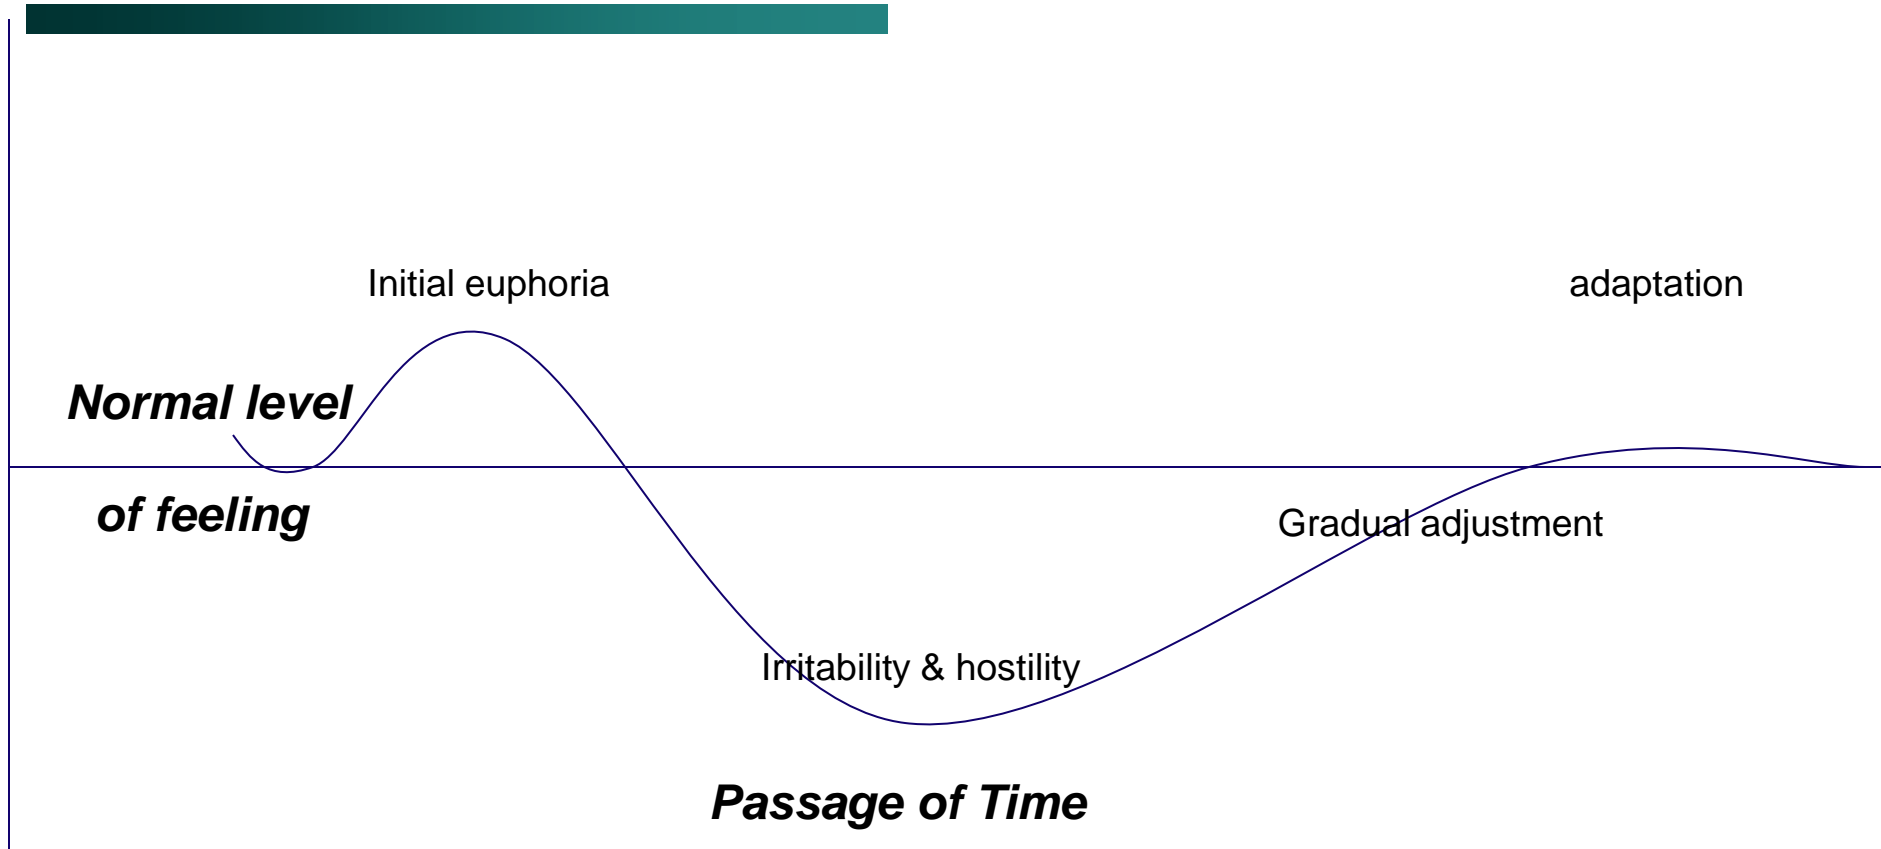 Initial euphoria
adaptation
Normal level
of feeling
Gradual adjustment
Irritability & hostility
Passage of Time